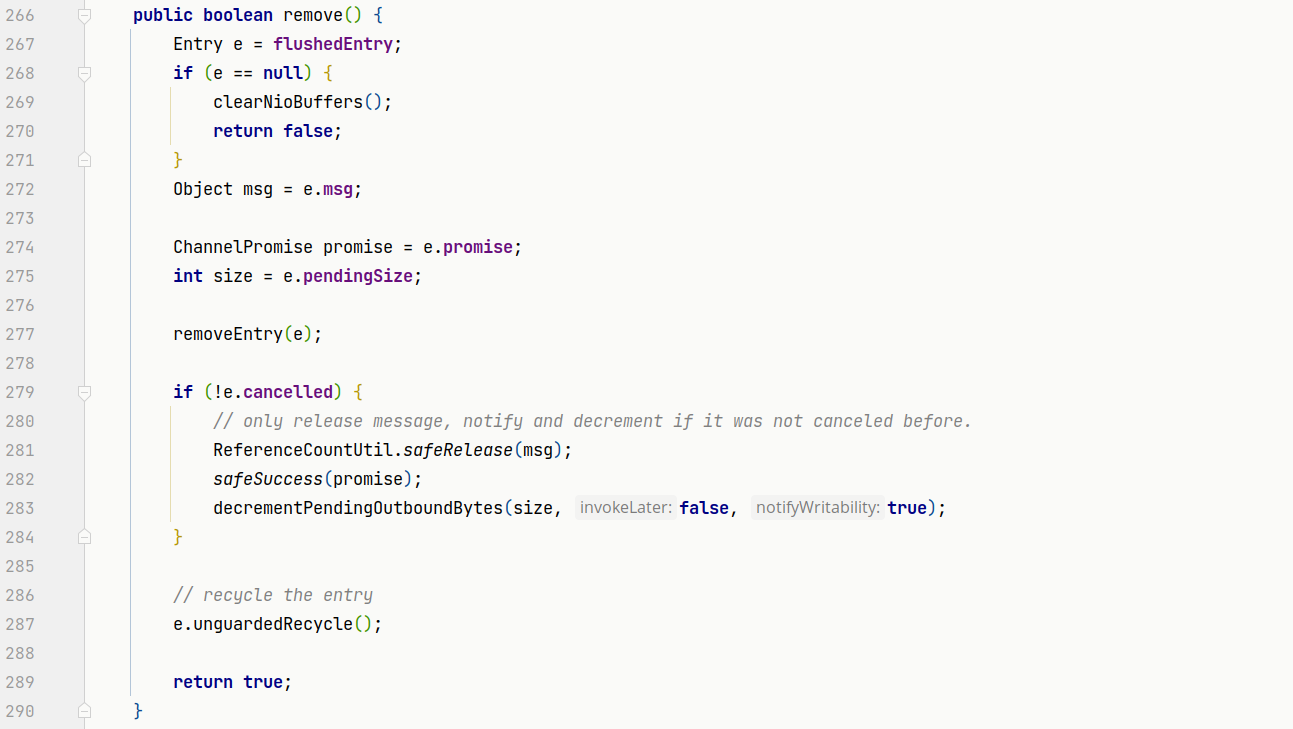 266 public boolean remove() {
267 Entry e = flushedEntry;
268 if (e == null) {
269 clearNioBuffers();
270 return false;
271 }
272 Object msg = e.msg;
273
274 ChannelPromise promise = e.promise;
275 int size = e.pendingSize;
276
277 removeEntry(e);
278
279 if (!e.cancelled) {
280 // only release message, notify and decrement if it was not canceled before.
281 ReferenceCountUtil.safeRelease(msg);
282 safeSuccess(promise);
283 decrementPendingOutboundBytes(size, invokeLater: false, notifyWritability: true);
284 }
285
286 // recycle the entry
287 e.unguardedRecycle();
288
289 return true;
290 }